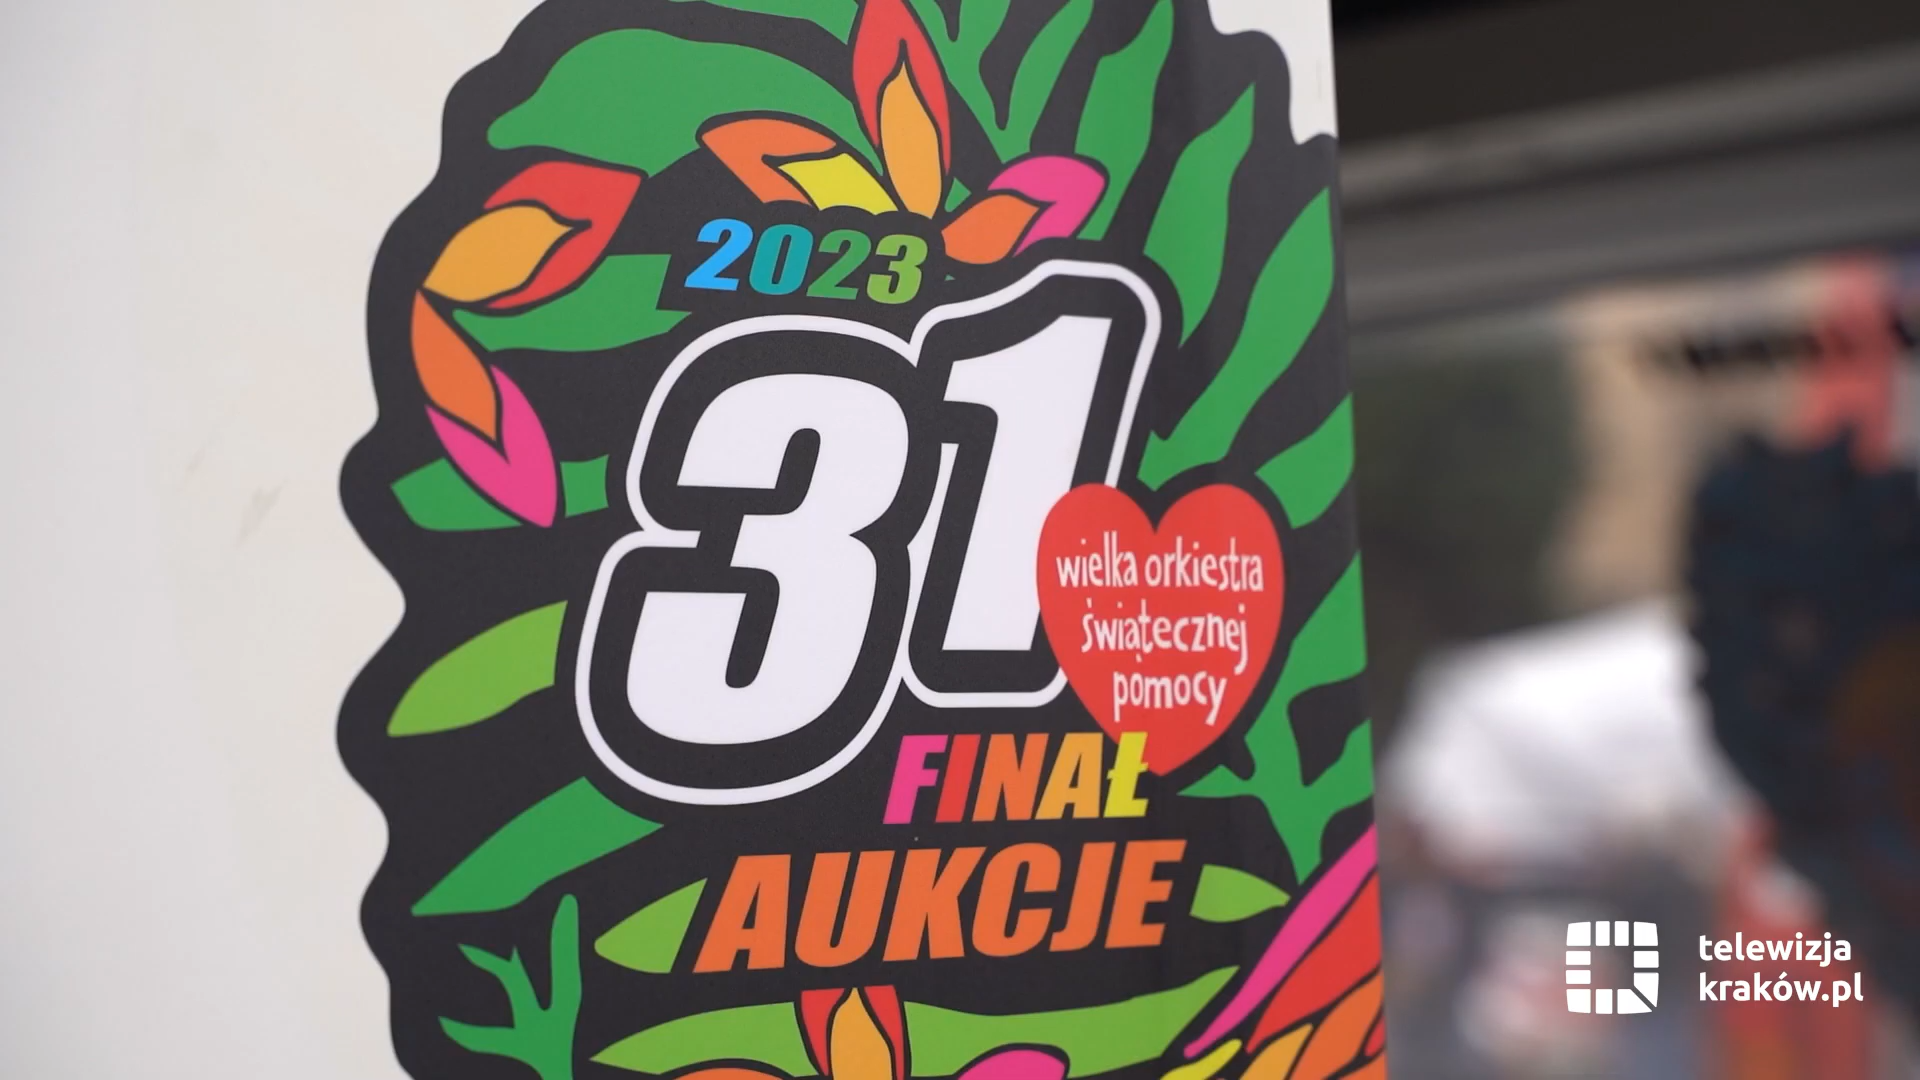 2023
31
wielka orkiestra
świątecznej
pomocy
FINAŁ
AUKCJE
telewizja
kraków.pl